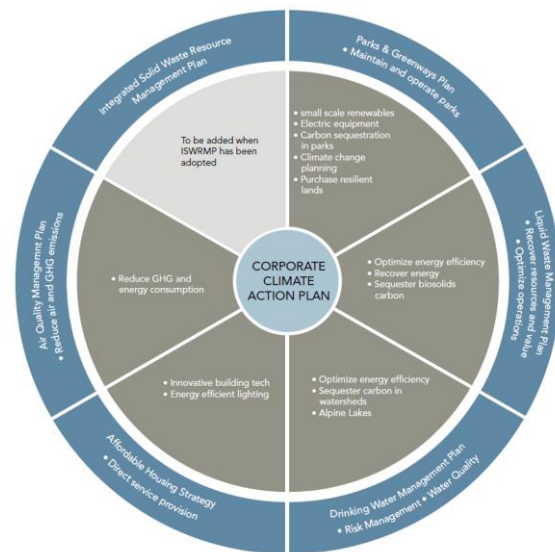 Integrated Solid Waste Resource
Management Plan
Parks & Greenways Plan
• Maintain and operate parks
Liquid Waste Management Plan
• Recover resources and value
• Optimize operations
Drinking Water Management Plan
• Risk Management • Water Quality
Affordable Housing Strategy
• Direct service provision
Air Quality Managemnt Plan
• Reduce air and GHG emissions
To be added when
ISWRMP has been
adopted
• small scale renewables
• Electric equipment
• Carbon sequestration
in parks
• Climate change
planning
• Purchase resilient
lands
• Optimize energy efficiency
• Recover energy
• Sequester biosolids
carbon
• Optimize energy efficiency
• Sequester carbon in
watersheds
• Alpine Lakes
• Innovative building tech
• Energy efficient lighting
• Reduce GHG and
energy consumption
CORPORATE
CLIMATE
ACTION PLAN